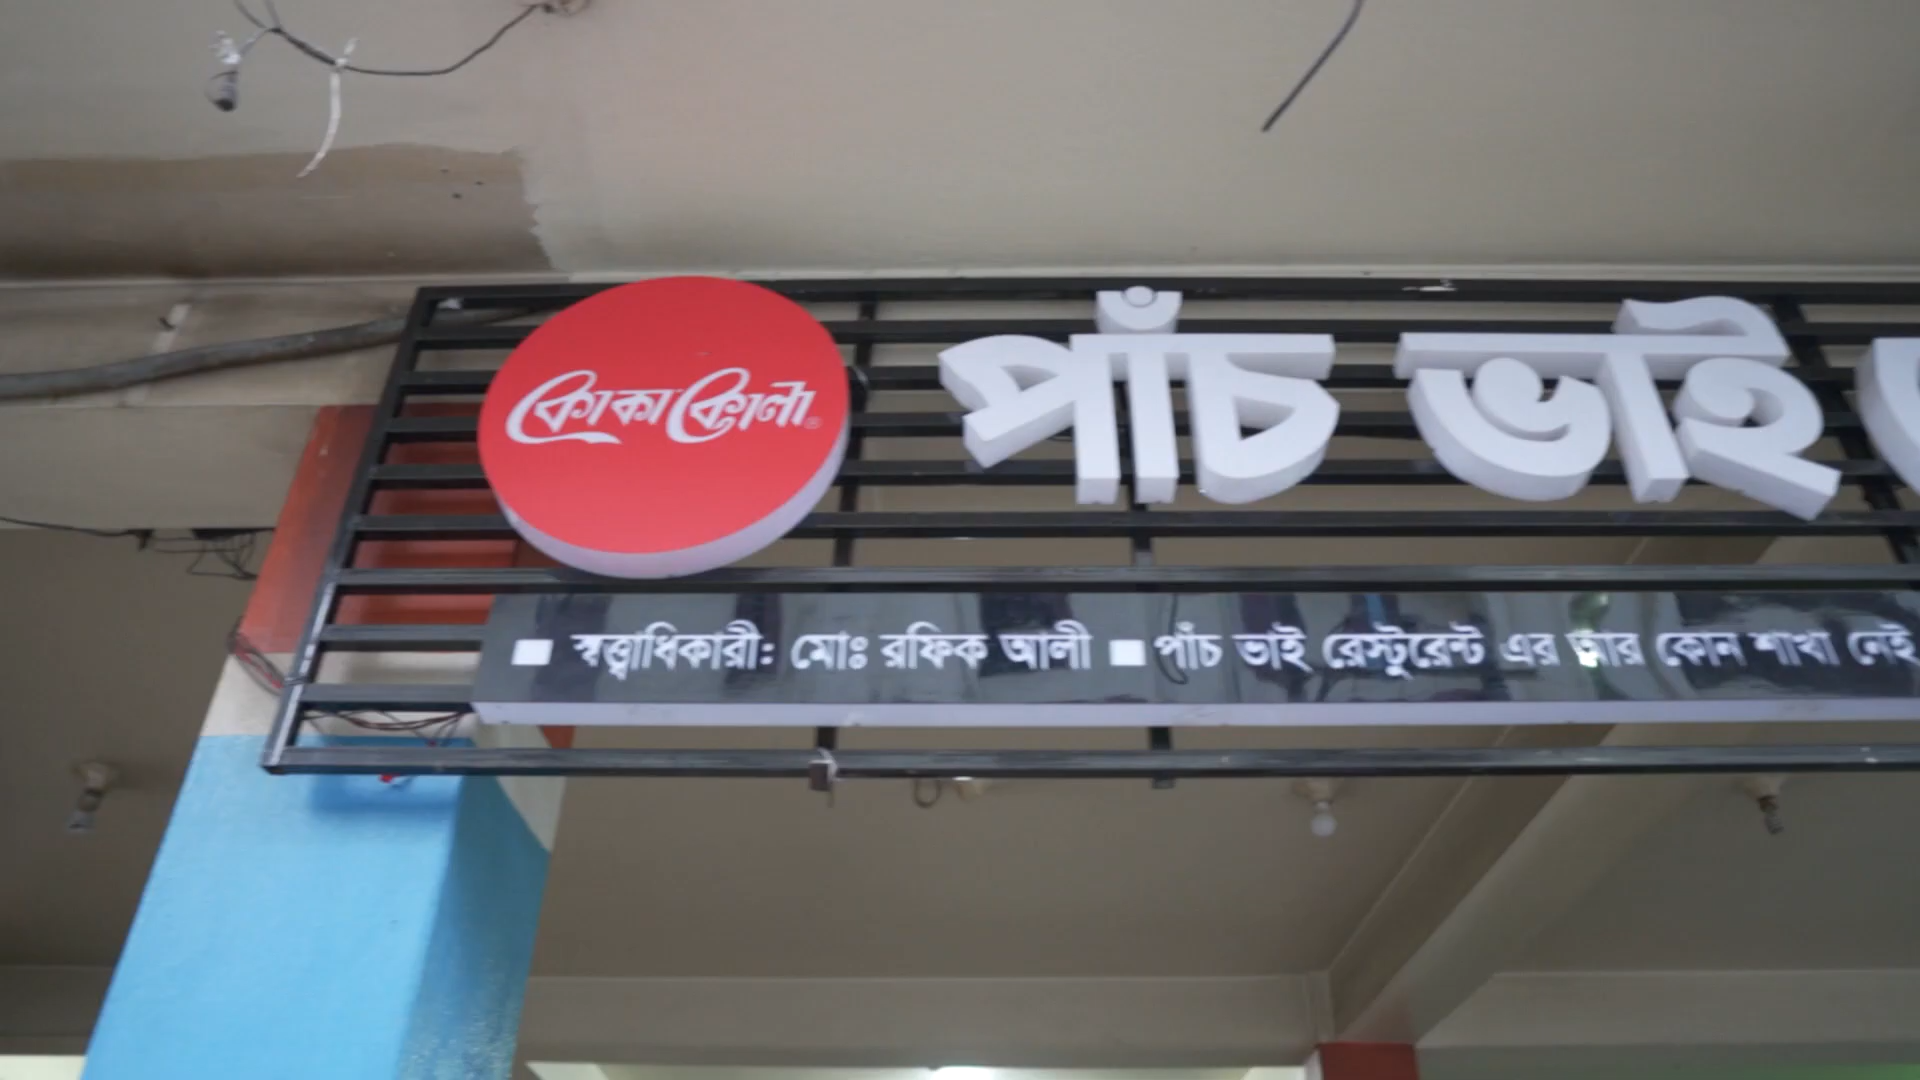 কোকা-কোলা
পাঁচ ভাই
■ স্বত্ত্বাধিকারী: মোঃ রফিক আলী ■ পাঁচ ভাই রেস্টুরেন্ট এর আর কোন শাখা নেই